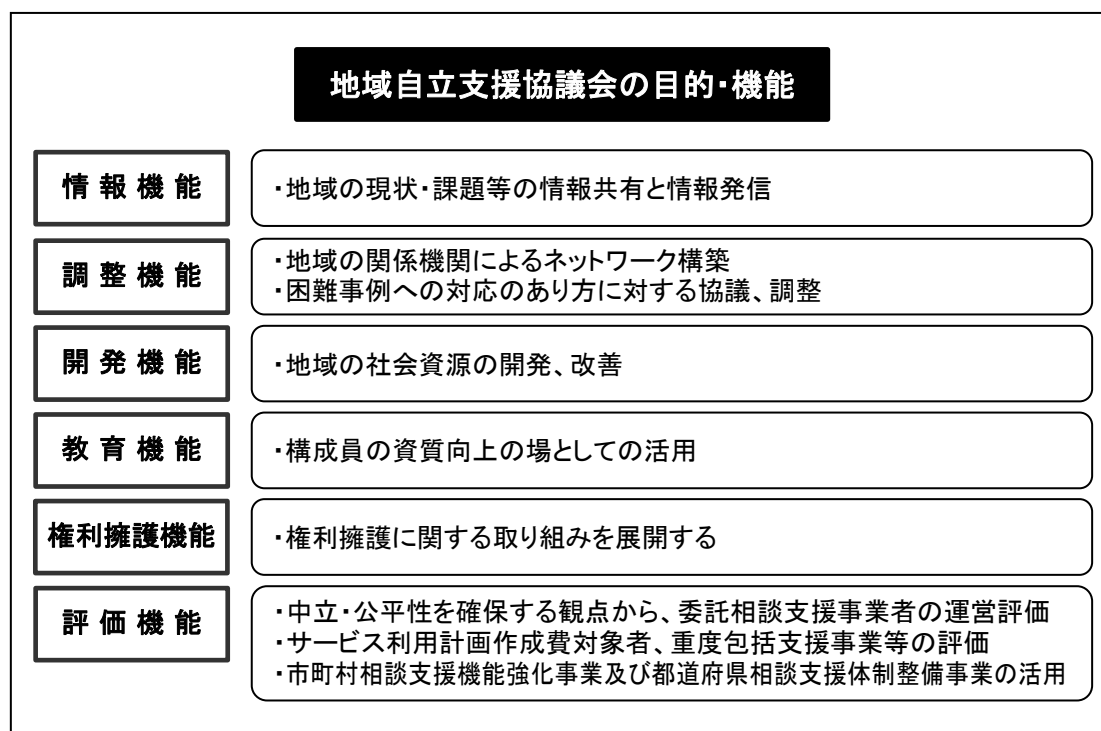 地域自立支援協議会の目的・機能
情報機能
・地域の現状・課題等の情報共有と情報発信
調整機能
・地域の関係機関によるネットワーク構築
・困難事例への対応のあり方に対する協議、調整
開発機能
・地域の社会資源の開発、改善
教育機能
・構成員の資質向上の場としての活用
権利擁護機能
・権利擁護に関する取り組みを展開する
評価機能
・中立・公平性を確保する観点から、委託相談支援事業者の運営評価
・サービス利用計画作成費対象者、重度包括支援事業等の評価
・市町村相談支援機能強化事業及び都道府県相談支援体制整備事業の活用